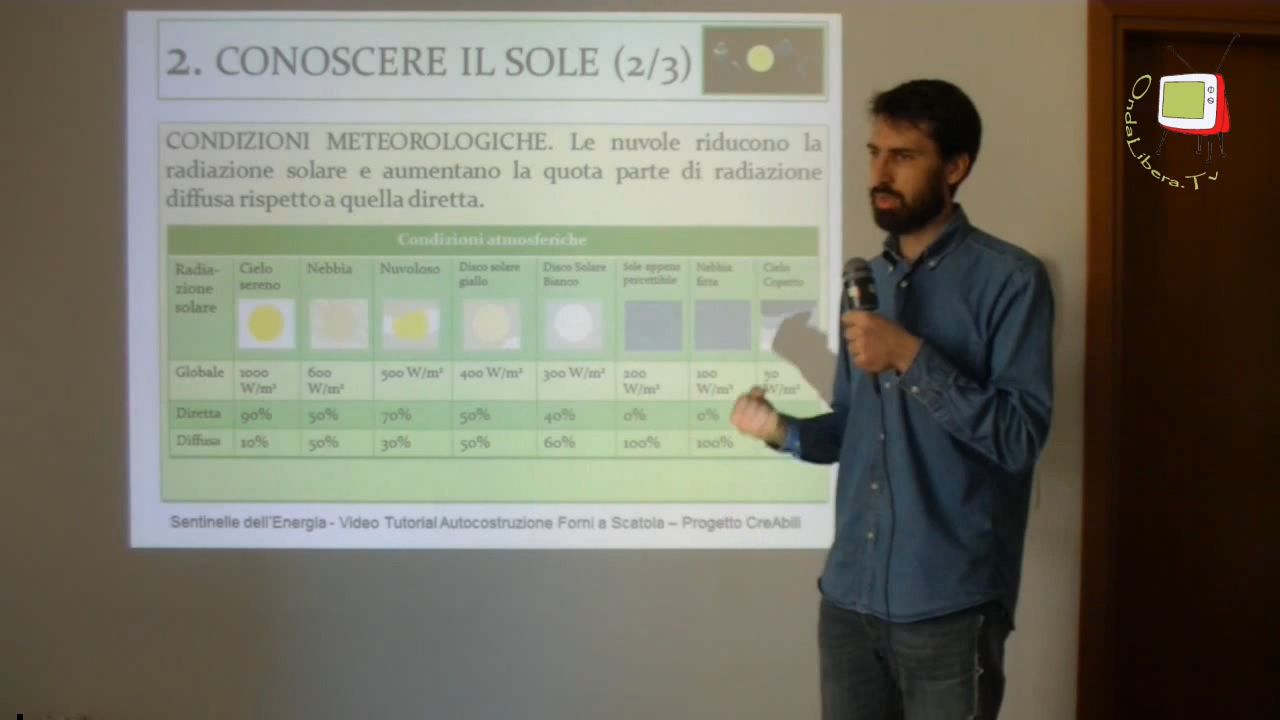 2. CONOSCERE IL SOLE (2/3)
CONDIZIONI METEOROLOGICHE. Le nuvole riducono la
radiazione solare e aumentano la quota parte di radiazione
diffusa rispetto a quella diretta.
Condizioni atmosferiche
Radia-
zione
solare
Cielo
sereno
Nebbia
Nuvoloso
Disco solare
giallo
Disco Solare
Bianco
Sole appena
percettibile
Nebbia
fitta
Cielo
Coperto
Globale 1000 W/m² 600 W/m² 500 W/m² 400 W/m² 300 W/m² 200 W/m² 100 W/m² 50 W/m²
Diretta 90% 50% 70% 50% 40% 0% 0%
Diffusa 10% 50% 30% 50% 60% 100% 100%
Sentinelle dell'Energia - Video Tutorial Autocostruzione Forni a Scatola – Progetto CreAbili
OndaLibera.Tv